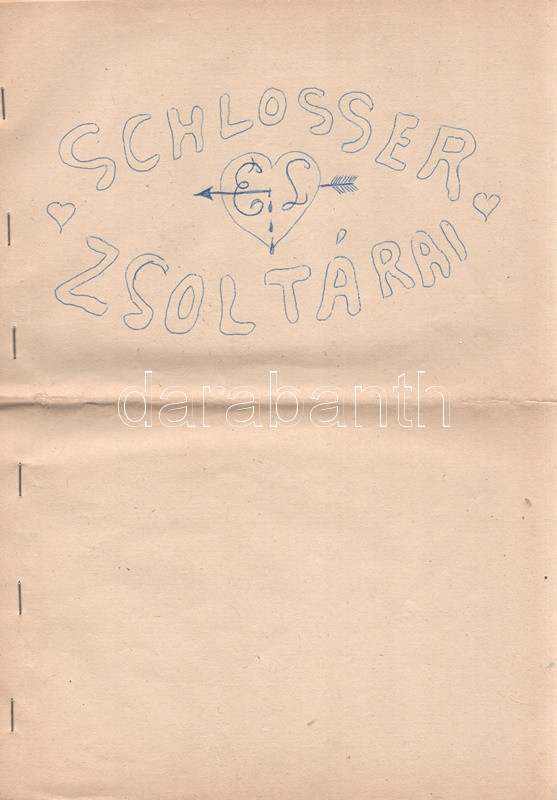 SCHLOSSER
E L
ZSOLTÁRAI
darabanth